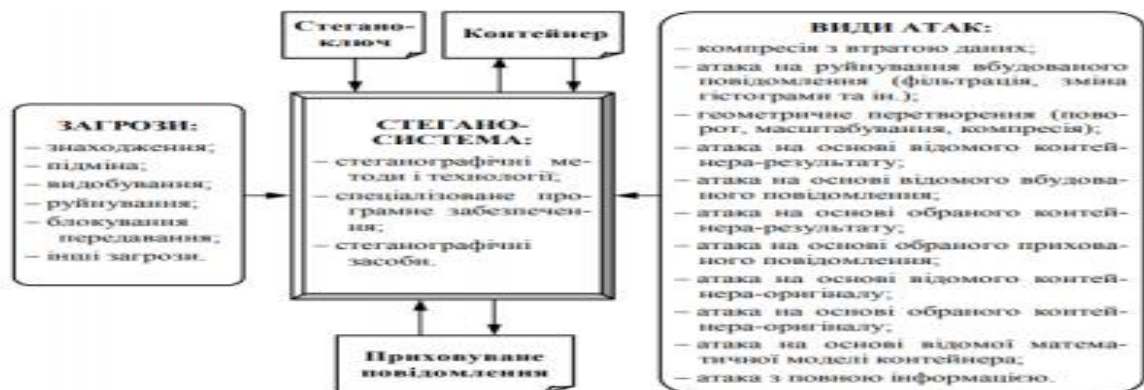 Стегано-
ключ
Контейнер
ЗАГРОЗИ:
– знаходження;
– підміна;
– видобування;
– руйнування;
– блокування
передавання;
– інші загрози.
СТЕГАНО-
СИСТЕМА:
– стеганографічні ме-
тоди і технології;
– спеціалізоване про-
грамне забезпечен-
ня;
– стеганографічні
засоби.
Приховуване
повідомлення
ВИДИ АТАК:
– компресія з втратою даних;
– атака на руйнування вбудованого
повідомлення (фільтрація, зміна
гістограми та ін.);
– геометричне перетворення (пово-
рот, масштабування, компресія);
– атака на основі відомого контей-
нера-результату;
– атака на основі відомого вбудова-
ного повідомлення;
– атака на основі обраного контей-
нера-результату;
– атака на основі обраного прихова-
ного повідомлення;
– атака на основі відомого контей-
нера-оригіналу;
– атака на основі обраного контей-
нера-оригіналу;
– атака на основі відомої матема-
тичної моделі контейнера;
– атака з повною інформацією.